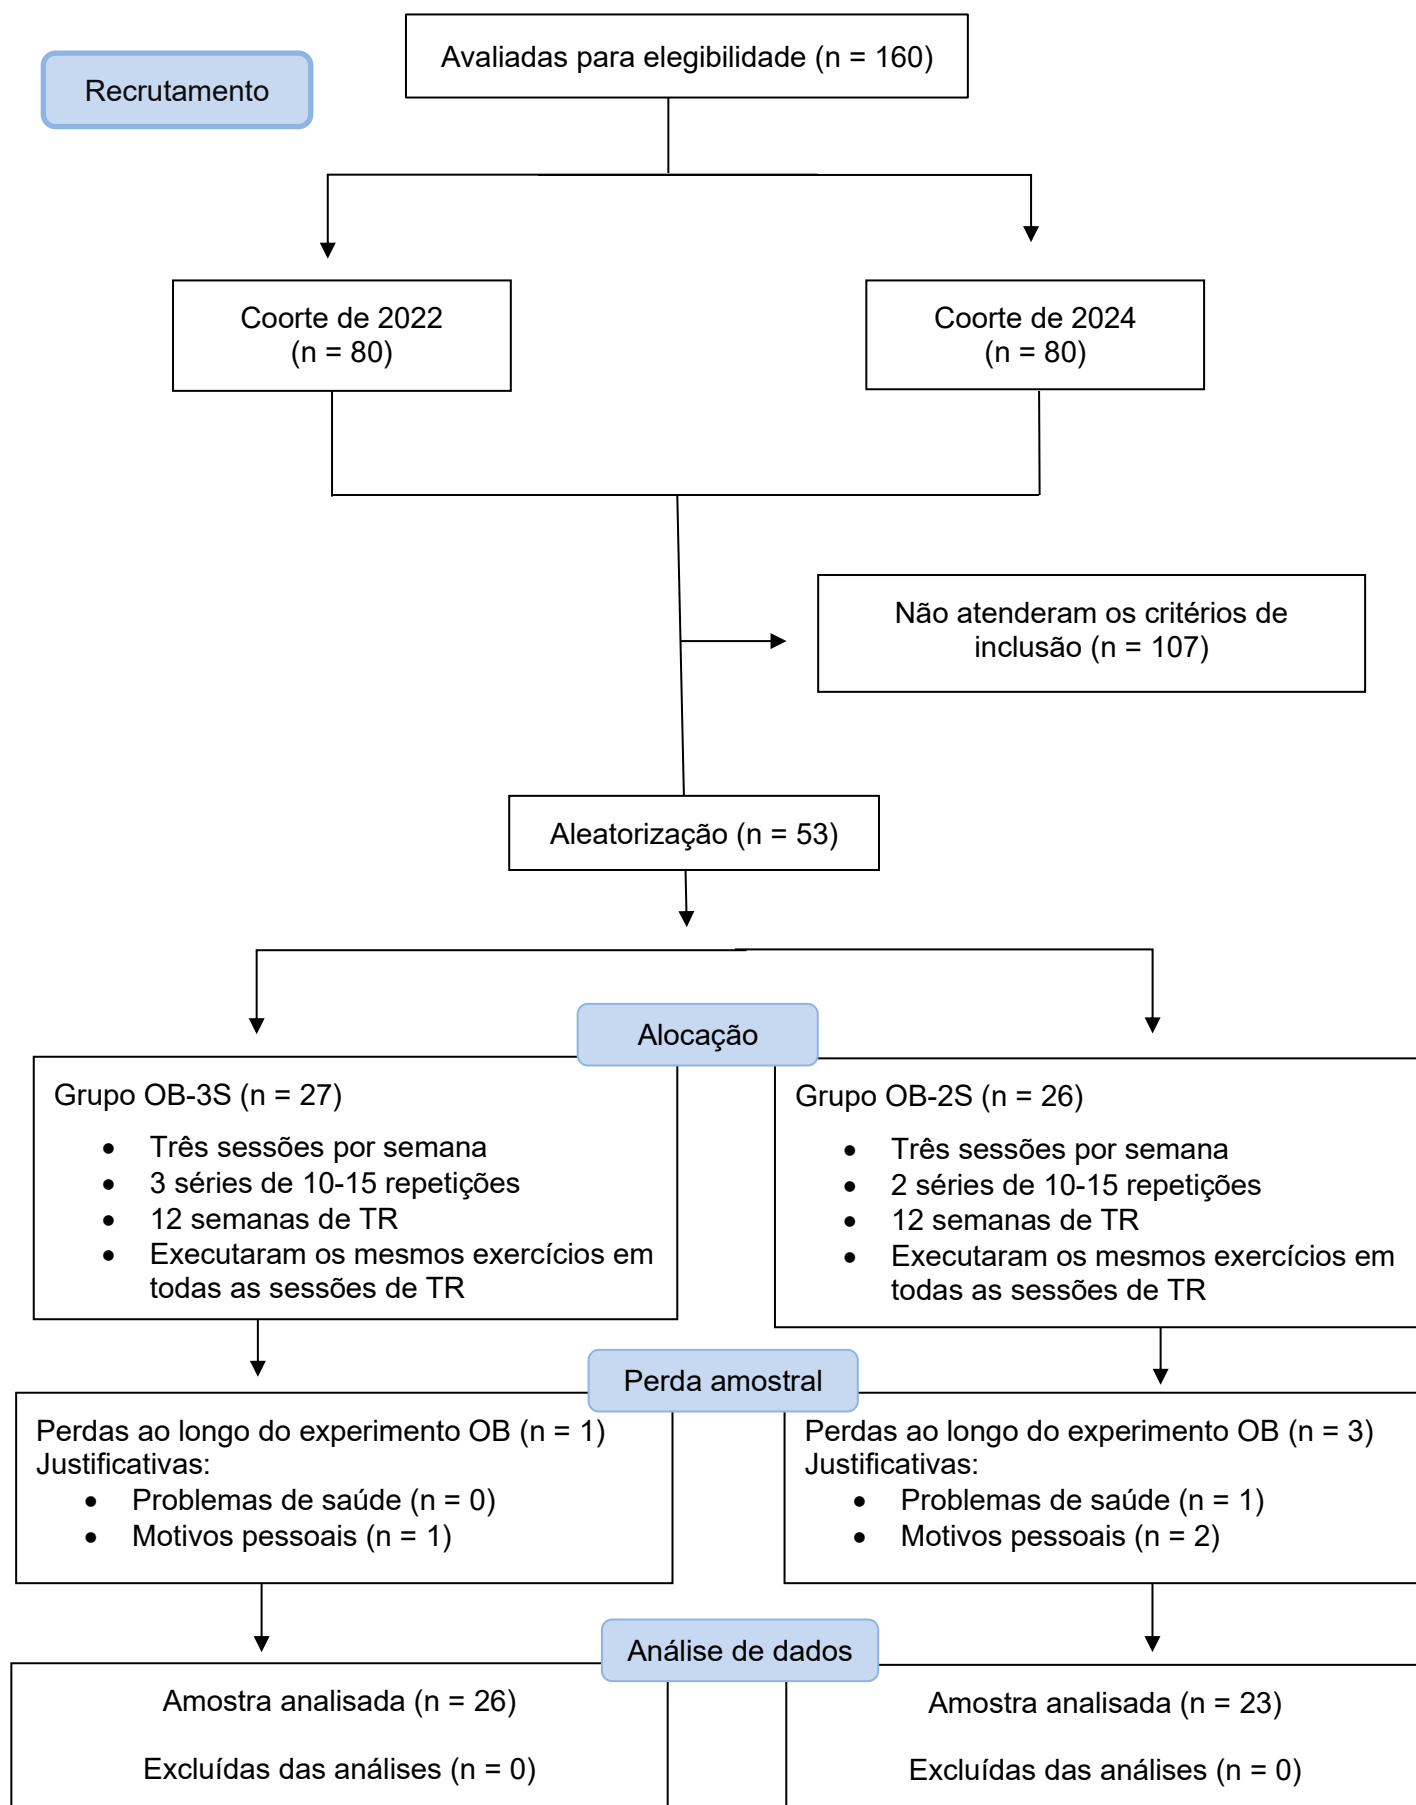 Avaliadas para elegibilidade (n = 160)
Recrutamento
Coorte de 2022
(n = 80)
Coorte de 2024
(n = 80)
Não atenderam os critérios de
inclusão (n = 107)
Aleatorização (n = 53)
Alocação
Grupo OB-3S (n = 27)
• Três sessões por semana
• 3 séries de 10-15 repetições
• 12 semanas de TR
• Executaram os mesmos exercícios em
todas as sessões de TR
Grupo OB-2S (n = 26)
• Três sessões por semana
• 2 séries de 10-15 repetições
• 12 semanas de TR
• Executaram os mesmos exercícios em
todas as sessões de TR
Perda amostral
Perdas ao longo do experimento OB (n = 1)
Justificativas:
• Problemas de saúde (n = 0)
• Motivos pessoais (n = 1)
Perdas ao longo do experimento OB (n = 3)
Justificativas:
• Problemas de saúde (n = 1)
• Motivos pessoais (n = 2)
Análise de dados
Amostra analisada (n = 26)
Excluídas das análises (n = 0)
Amostra analisada (n = 23)
Excluídas das análises (n = 0)